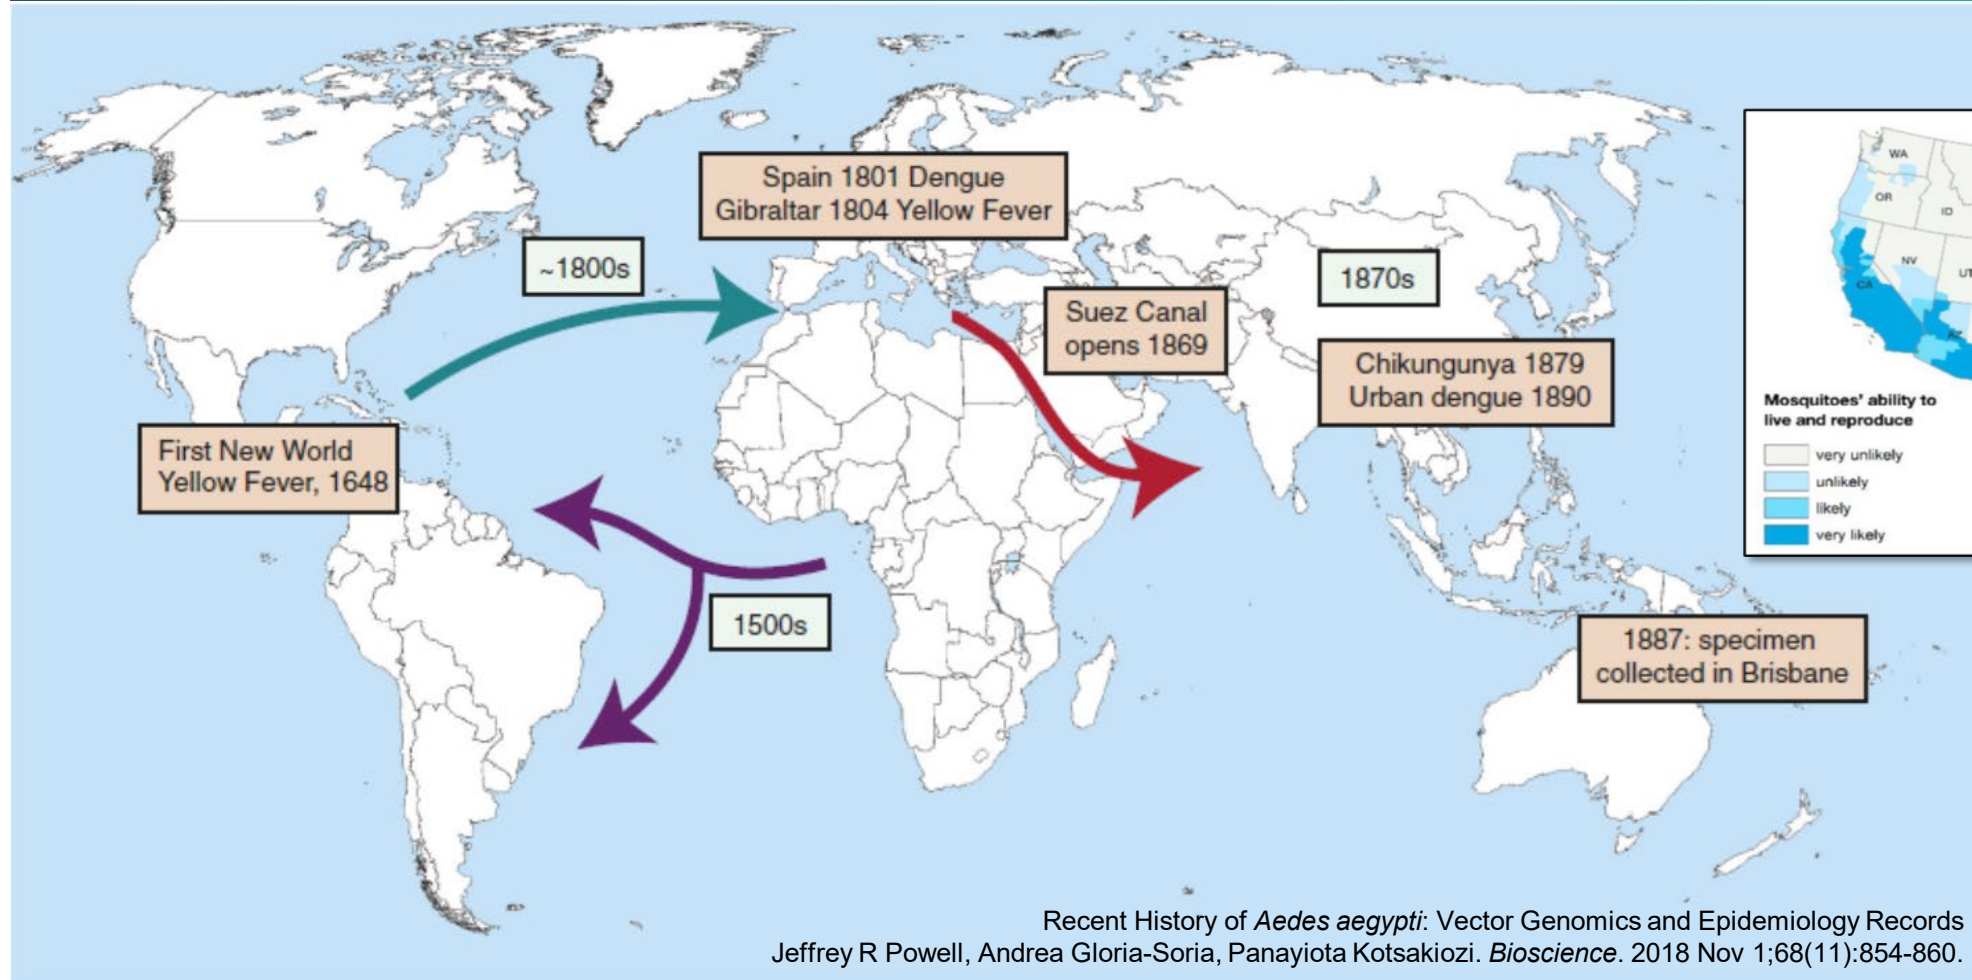 Spain 1801 Dengue
Gibraltar 1804 Yellow Fever
~1800s
1870s
Suez Canal
opens 1869
Chikungunya 1879
Urban dengue 1890
First New World
Yellow Fever, 1648
1500s
1887: specimen
collected in Brisbane
WA
OR
ID
NV
UT
CA
AZ
Mosquitoes' ability to
live and reproduce
very unlikely
unlikely
likely
very likely
Recent History of Aedes aegypti: Vector Genomics and Epidemiology Records
Jeffrey R Powell, Andrea Gloria-Soria, Panayiota Kotsakiozi. Bioscience. 2018 Nov 1;68(11):854-860.